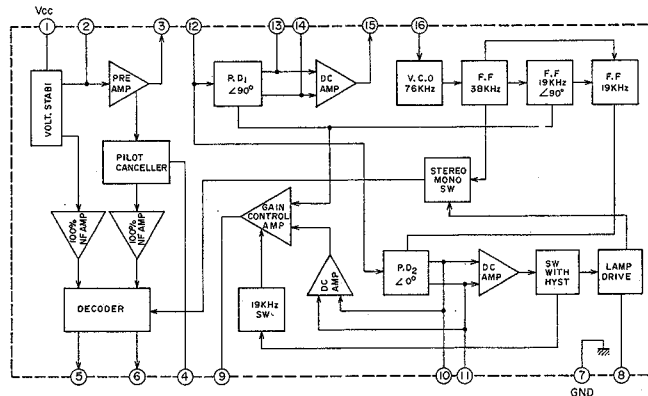 Vcc
1
2
3
12
13
14
15
16
VOLT. STABI
PRE
AMP
P.D1
∠90°
DC
AMP
V.C.O
76KHz
F.F
38KHz
F.F
19KHz
∠90°
F.F
19KHz
PILOT
CANCELLER
STEREO
MONO
SW
100%
NF AMP
100%
NF AMP
GAIN
CONTROL
AMP
DC
AMP
P.D2
∠0°
DC
AMP
SW
WITH
HYST
LAMP
DRIVE
DECODER
19KHz
SW
5
6
4
9
10
11
7
8
GND